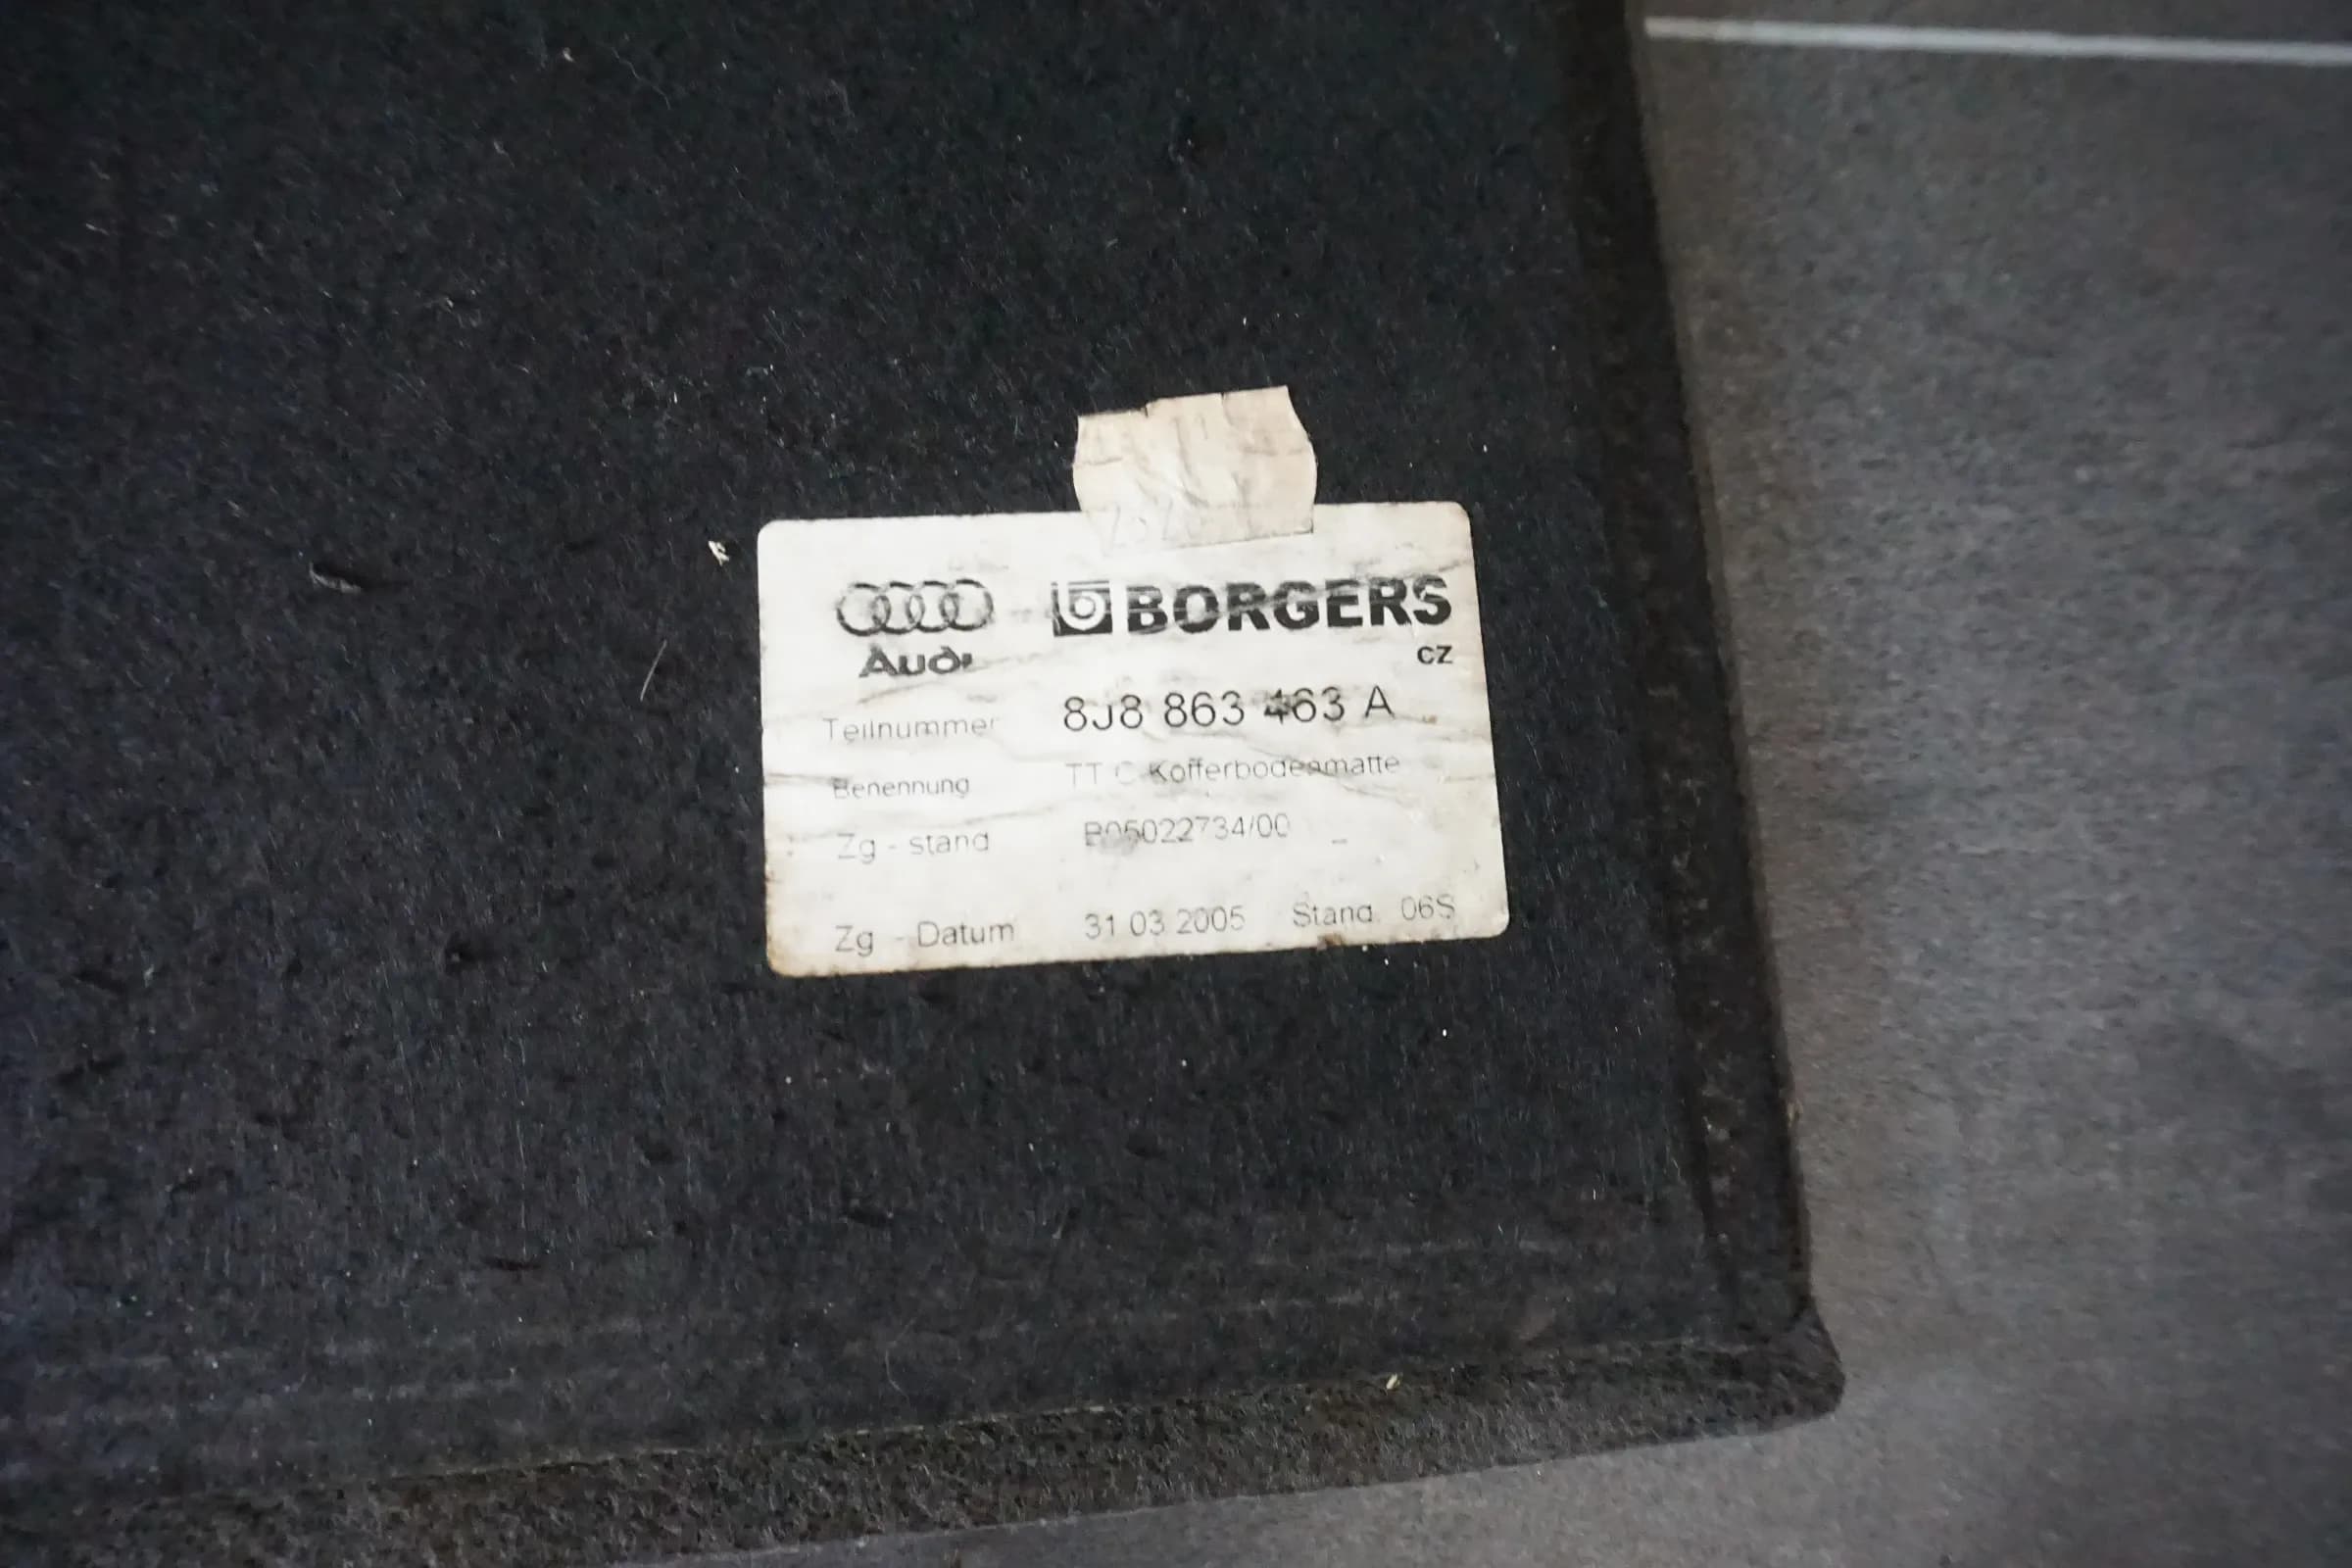 BORGERS
Audi
CZ
Teilnummer 8J8 863 463 A
Benennung TT C Kofferbodenmatte
Zg - stand B05022734/00 _
Zg - Datum 31 03 2005 Stand 06S